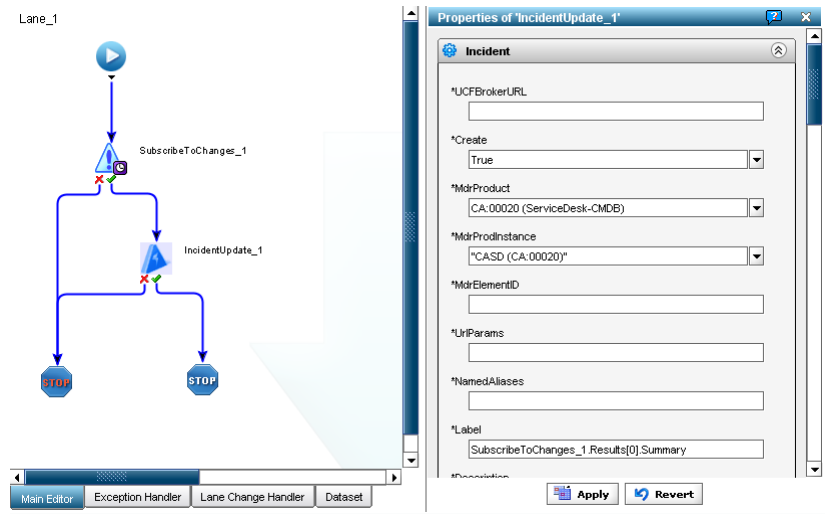 Lane_1
SubscribeToChanges_1
IncidentUpdate_1
STOP
STOP
Main Editor
Exception Handler
Lane Change Handler
Dataset
Properties of 'IncidentUpdate_1'
?
Incident
*UCFBrokerURL
*Create
True
*MdrProduct
CA:00020 (ServiceDesk-CMDB)
*MdrProdInstance
"CASD (CA:00020)"
*MdrElementID
*UrlParams
*NamedAliases
*Label
SubscribeToChanges_1.Results[0].Summary
*Description
Apply
Revert